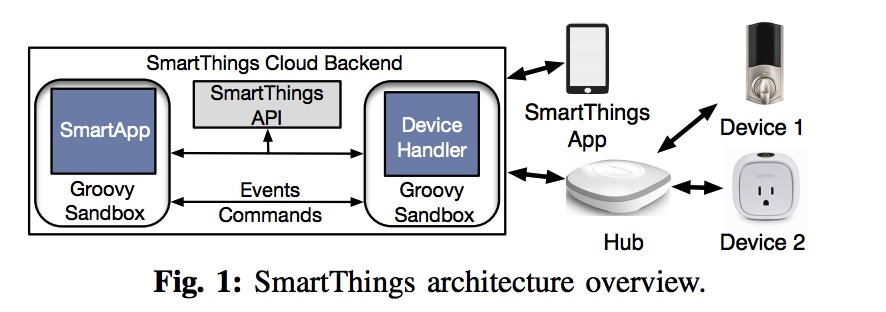 SmartThings Cloud Backend
SmartApp
Groovy
Sandbox
SmartThings
API
Events
Commands
Device
Handler
Groovy
Sandbox
SmartThings
App
Hub
Device 1
Device 2
Fig. 1: SmartThings architecture overview.